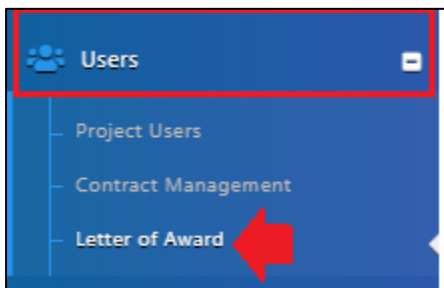 Users
Project Users
Contract Management
Letter of Award